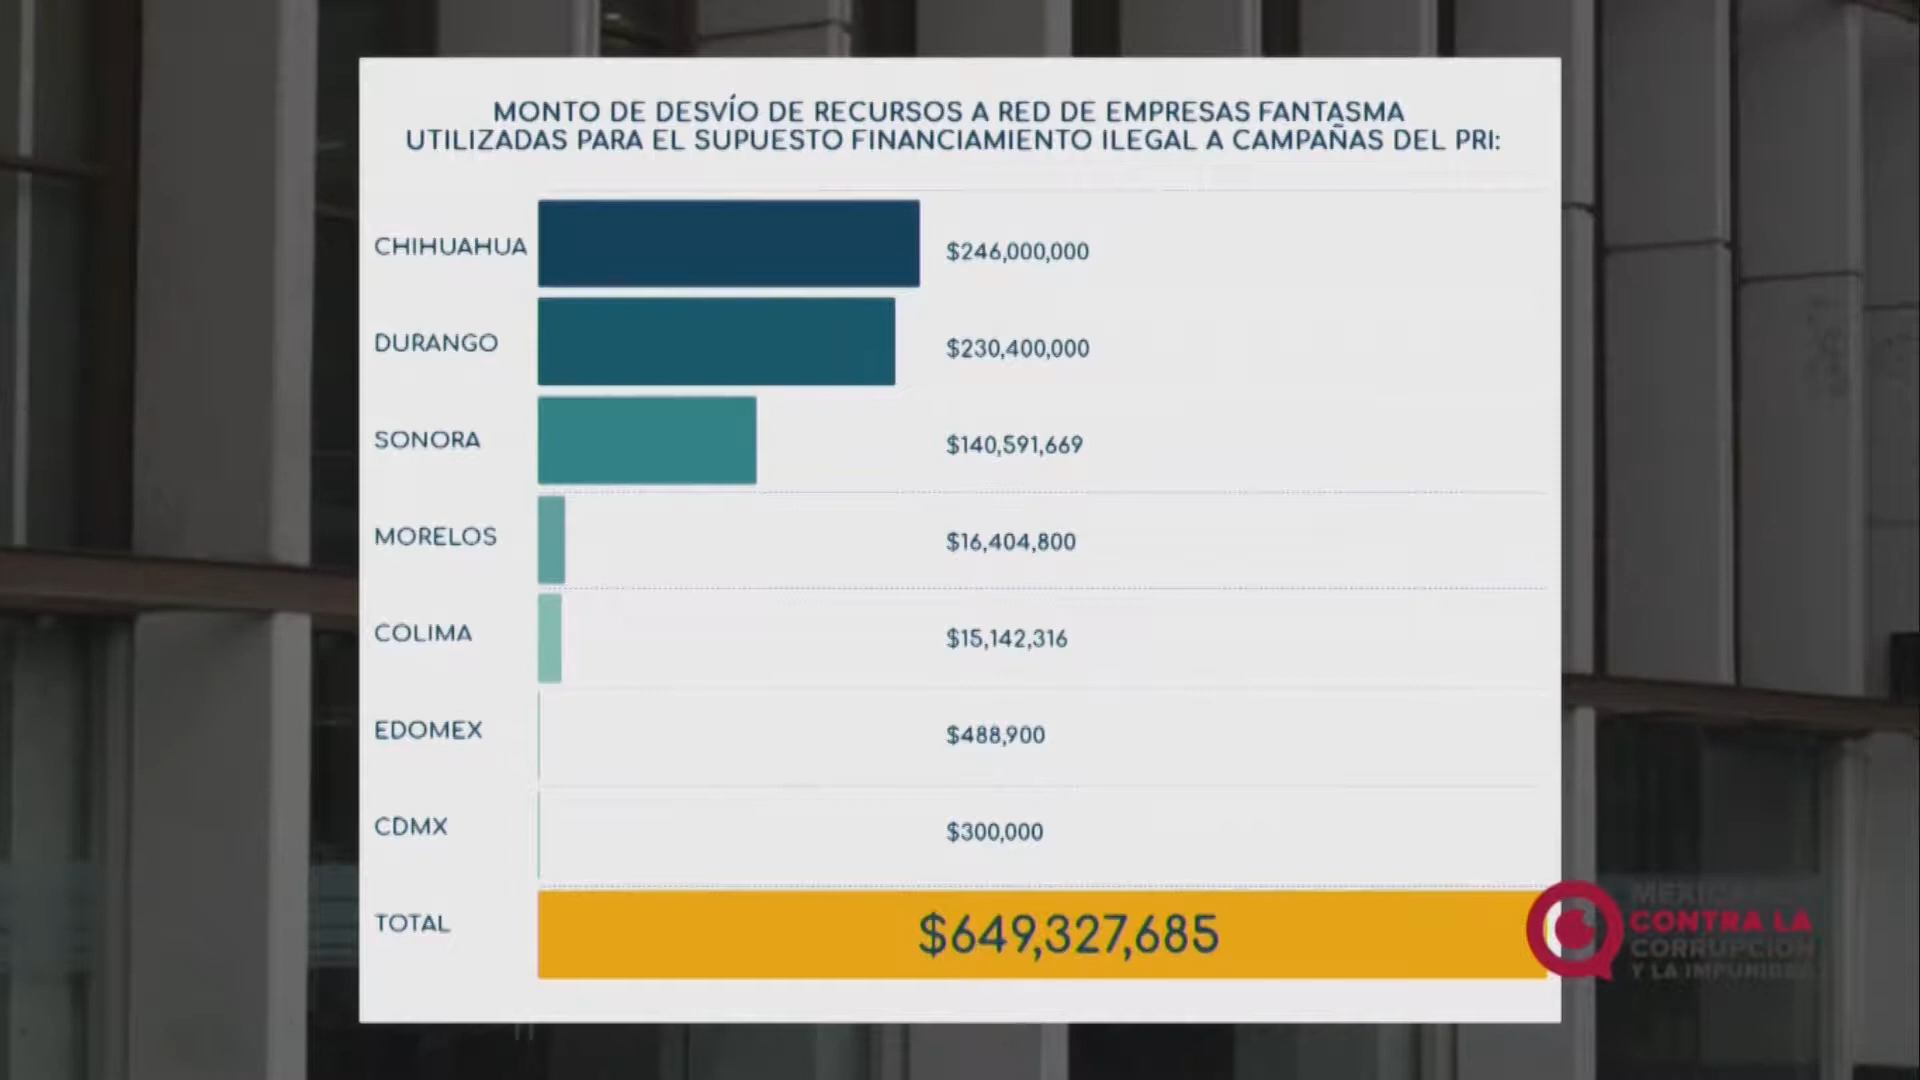 MONTO DE DESVÍO DE RECURSOS A RED DE EMPRESAS FANTASMA
UTILIZADAS PARA EL SUPUESTO FINANCIAMIENTO ILEGAL A CAMPAÑAS DEL PRI:
CHIHUAHUA $246,000,000
DURANGO $230,400,000
SONORA $140,591,669
MORELOS $16,404,800
COLIMA $15,142,316
EDOMEX $488,900
CDMX $300,000
TOTAL $649,327,685
CONTRA LA
CORRUPCIÓN
Y LA